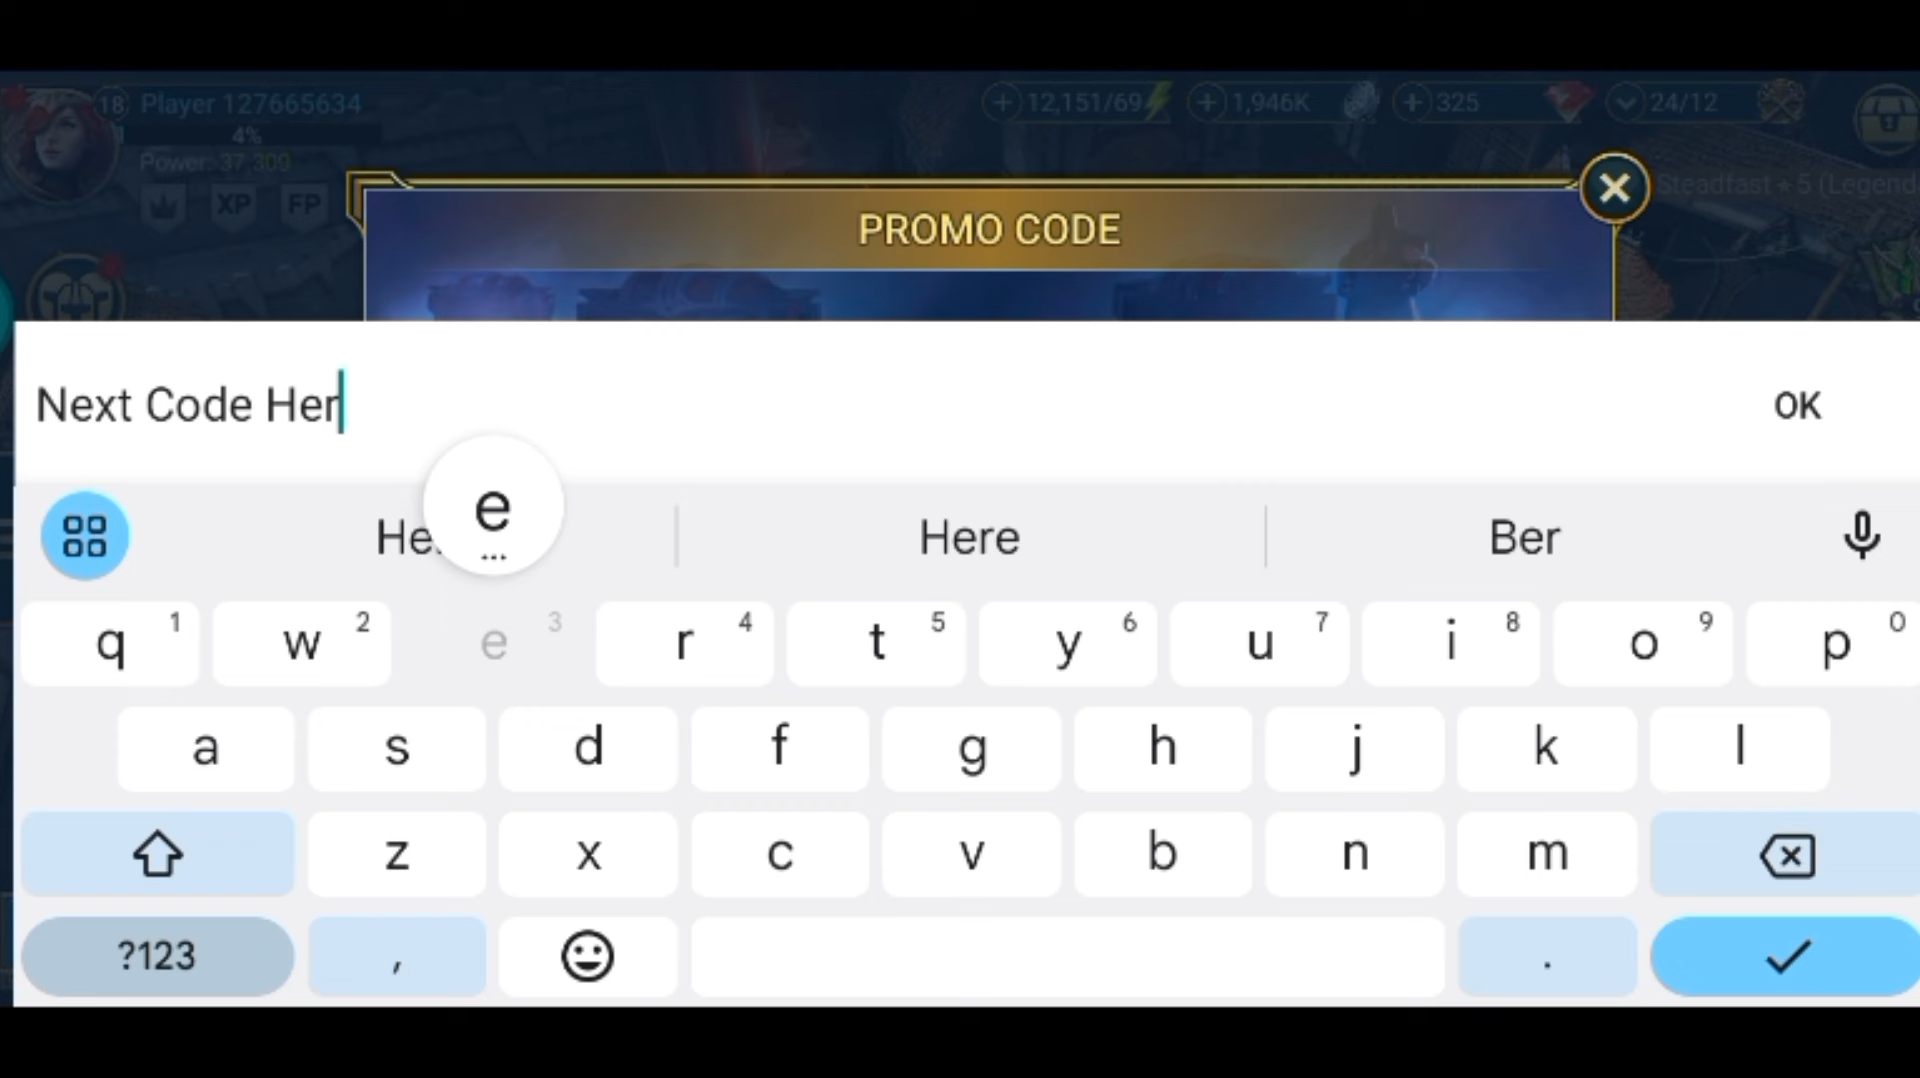 18 Player 127665634
12,151/69
1,946K
325
24/12
4%
Power: 37,309
XP FP
Steadfast ★ 5 (Legend
PROMO CODE
Next Code Her
OK
e
...
Here
Ber
q 1 w 2 e 3 r 4 t 5 y 6 u 7 i 8 o 9 p 0
a s d f g h j k l
z x c v b n m
?123 , .